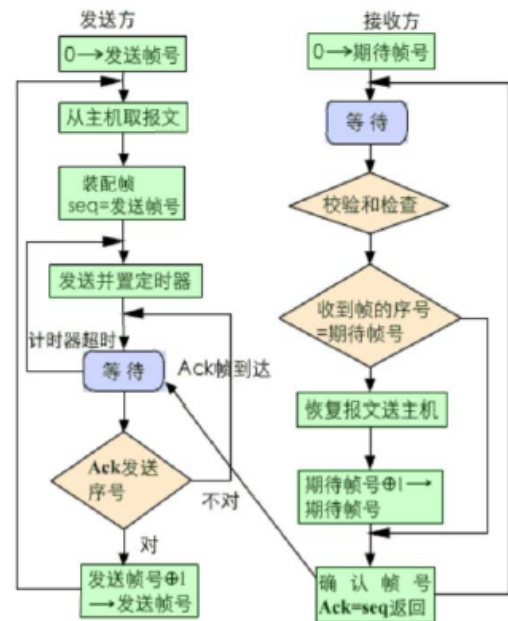 发送方
0→发送帧号
从主机取报文
装配帧
seq=发送帧号
发送并置定时器
计时器超时
等待
Ack帧到达
Ack发送
序号
不对
对
发送帧号⊕1
→发送帧号
接收方
0→期待帧号
等待
校验和检查
收到帧的序号
=期待帧号
恢复报文送主机
期待帧号⊕1→
期待帧号
确认帧号
Ack=seq返回